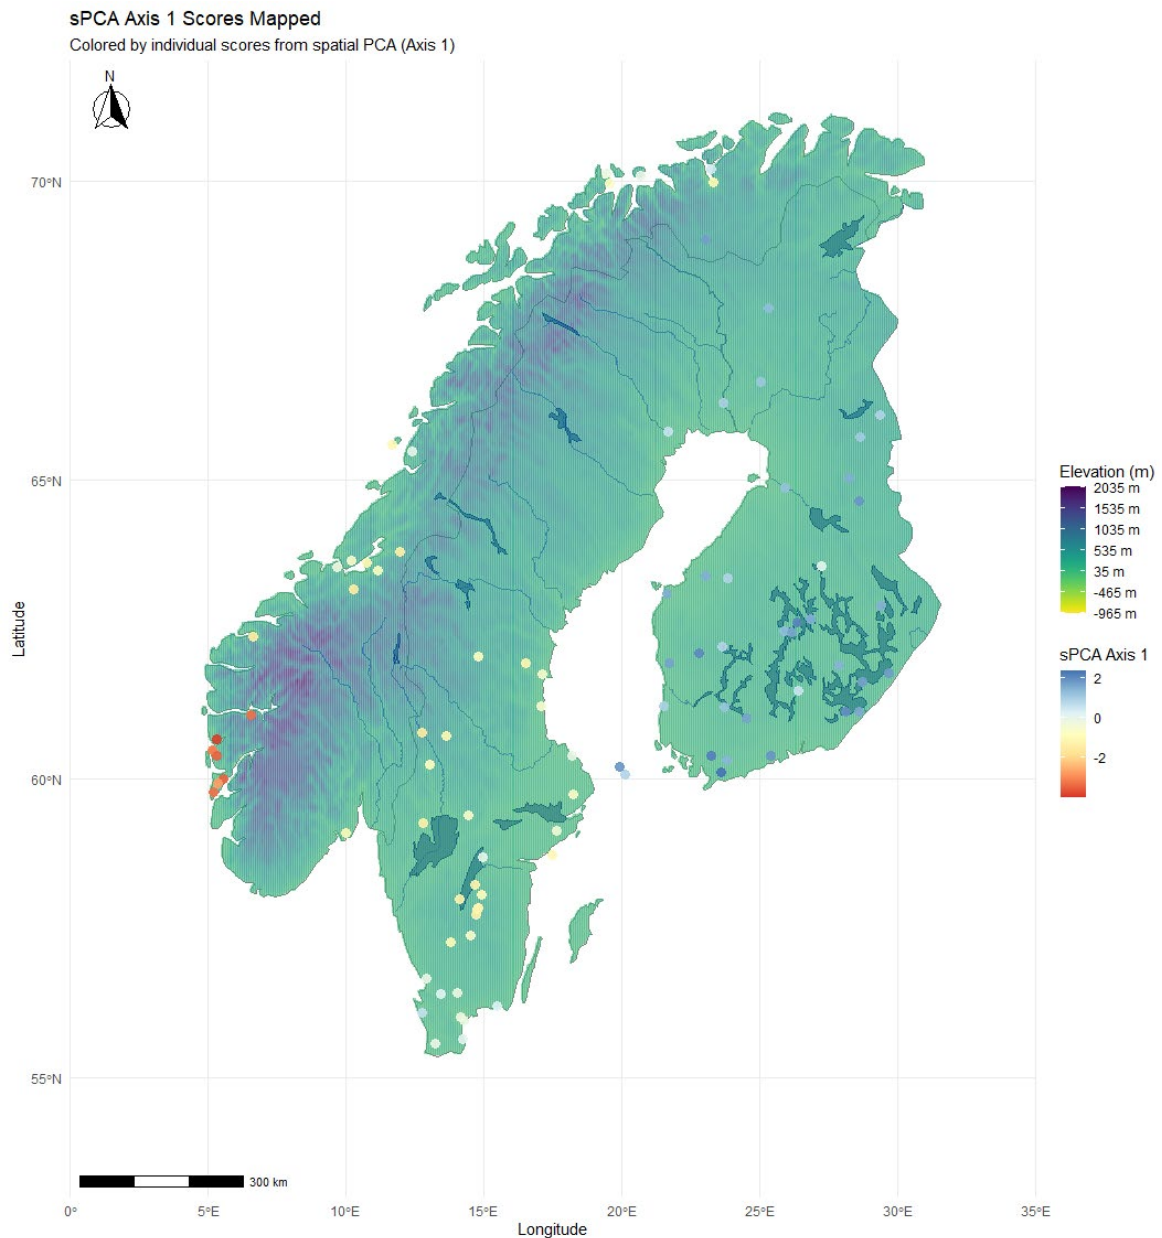 sPCA Axis 1 Scores Mapped
Colored by individual scores from spatial PCA (Axis 1)
N
70°N
65°N
60°N
55°N
Latitude
Elevation (m)
2035 m
1535 m
1035 m
535 m
35 m
-465 m
-965 m
sPCA Axis 1
2
0
-2
300 km
0°
5°E
10°E
15°E
20°E
25°E
30°E
35°E
Longitude